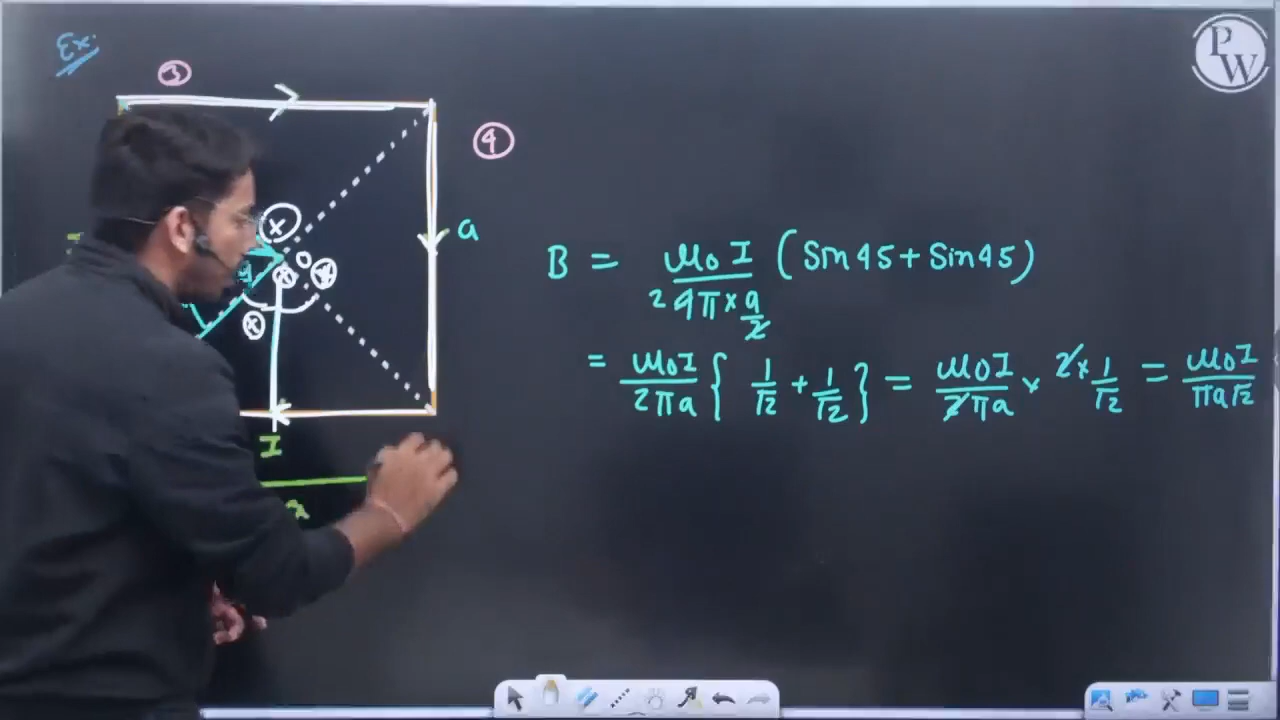 Ex.
PW
③
④
a
O
B = μ₀I / (2 4π × a/2) (Sin45 + Sin45)
= μ₀I / 2πa { 1/√2 + 1/√2 } = μ₀I / 2πa × 2 × 1/√2 = μ₀I / πa√2
I